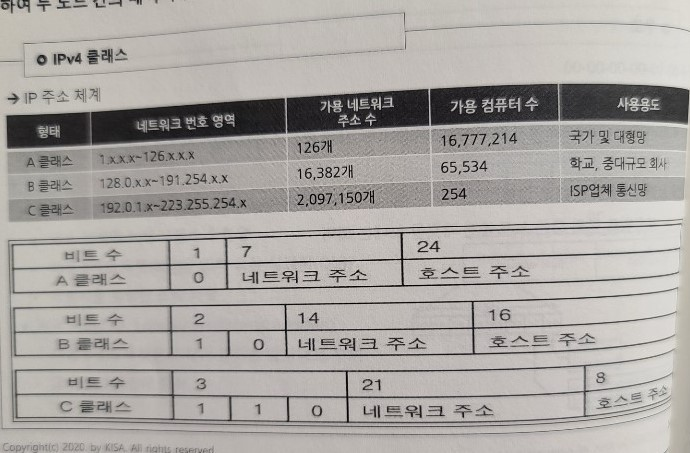 하여 두 노드 간의
IPv4 클래스
→ IP 주소 체계
형태 네트워크 번호 영역 가용 네트워크 주소 수 가용 컴퓨터 수 사용용도
A 클래스 1.x.x.x~126.x.x.x 126개 16,777,214 국가 및 대형망
B 클래스 128.0.x.x~191.254.x.x 16,382개 65,534 학교, 중대규모 회사
C 클래스 192.0.1.x~223.255.254.x 2,097,150개 254 ISP업체 통신망
비트 수 1 7 24
A 클래스 0 네트워크 주소 호스트 주소
비트 수 2 14 16
B 클래스 1 0 네트워크 주소 호스트 주소
비트 수 3 21 8
C 클래스 1 1 0 네트워크 주소 호스트 주소
Copyright(c) 2020. by KISA. All rights reserved